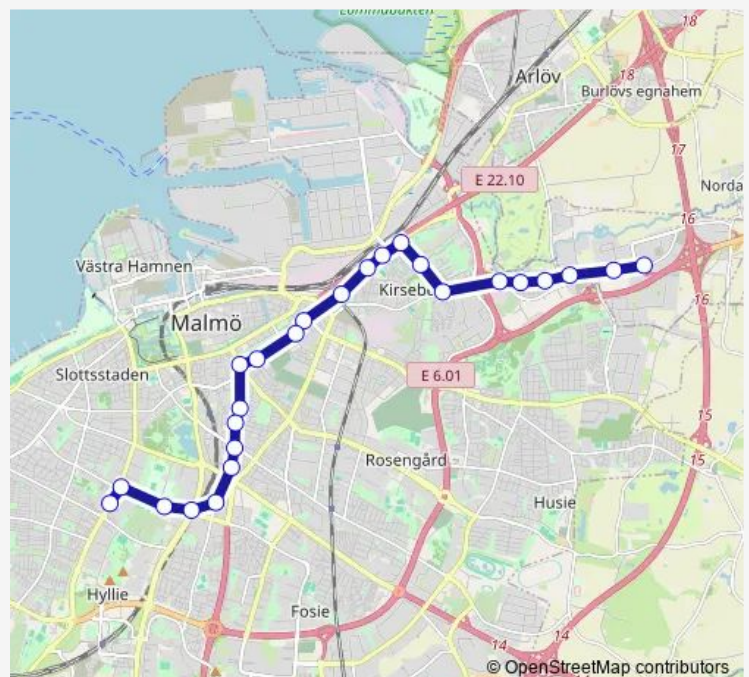 Lommabukten
18
Arlöv
18
Burlövs egnahem
17
E 22.10
Norda
16
Västra Hamnen
Kirsebe
16
Malmö
Slottsstaden
E 6.01
15
Rosengård
15
Husie
Hyllie
Fosie
14
14
© OpenStreetMap contributors